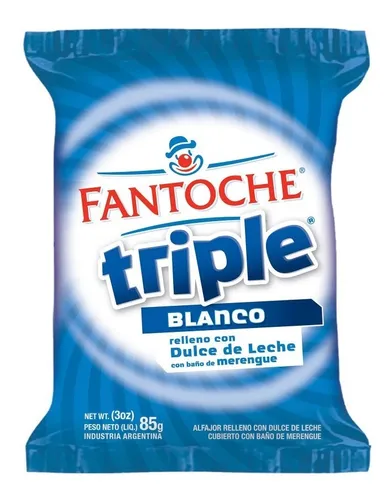 FANTOCHE®
triple®
BLANCO
relleno con
Dulce de Leche
con baño de merengue
NET WT. (3oz)
PESO NETO (LIQ.) 85g
INDUSTRIA ARGENTINA
ALFAJOR RELLENO CON DULCE DE LECHE
CUBIERTO CON BAÑO DE MERENGUE